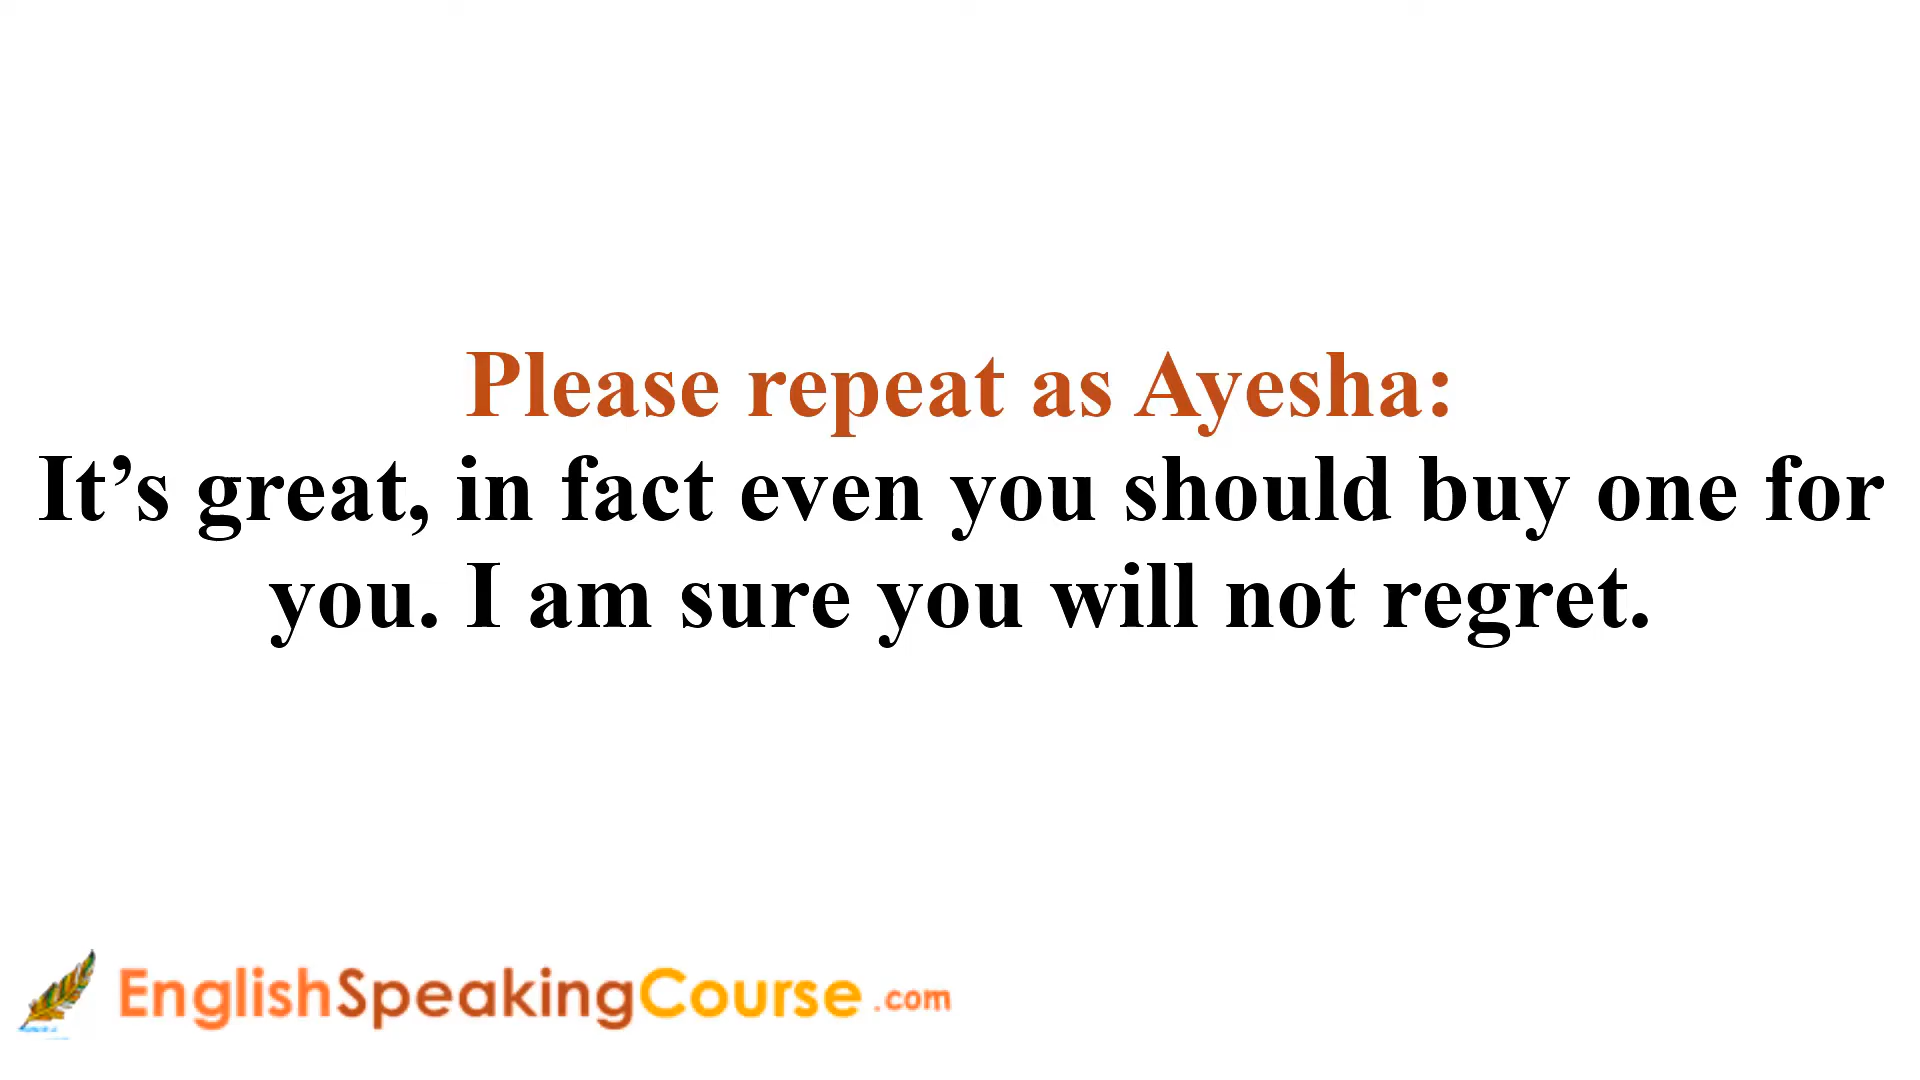 Please repeat as Ayesha:
It’s great, in fact even you should buy one for
you. I am sure you will not regret.
EnglishSpeakingCourse.com